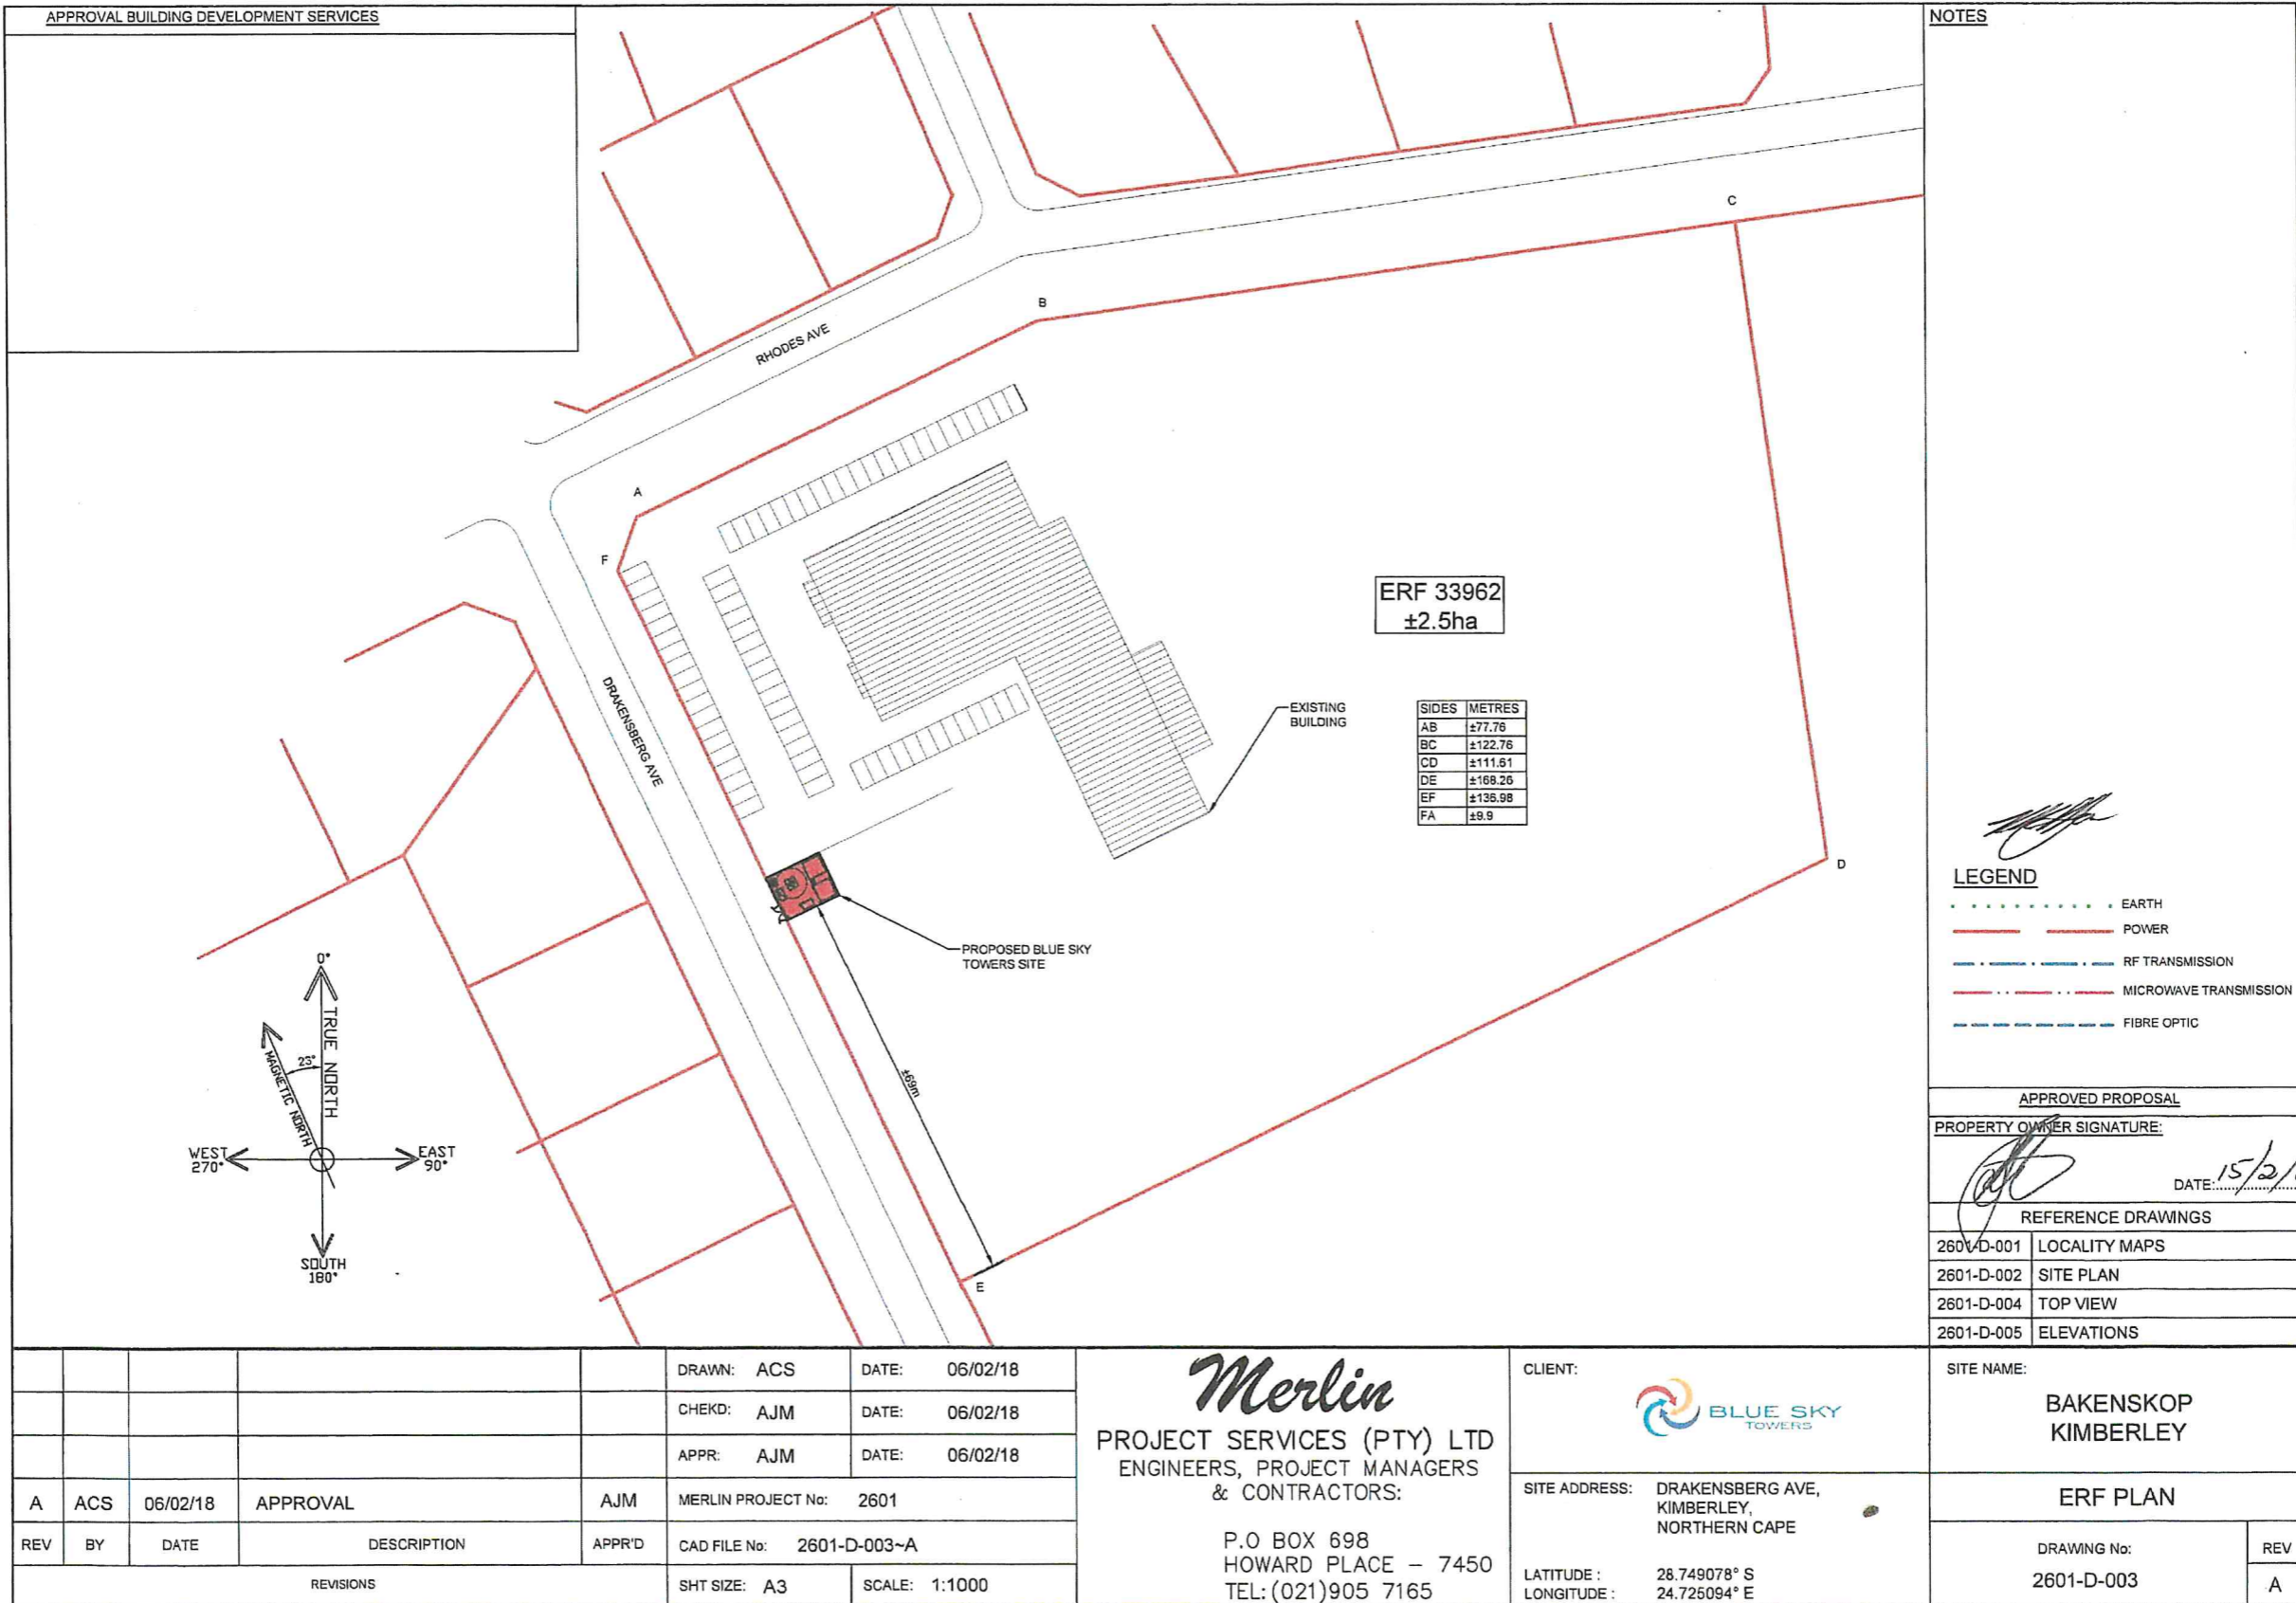 APPROVAL BUILDING DEVELOPMENT SERVICES
NOTES
C
B
RHODES AVE
A
F
ERF 33962
±2.5ha
DRAKENSBERG AVE
EXISTING
BUILDING
SIDES METRES
AB ±77.76
BC ±122.76
CD ±111.61
DE ±168.26
EF ±136.98
FA ±9.9
D
PROPOSED BLUE SKY
TOWERS SITE
±69m
E
0°
TRUE NORTH
MAGNETIC NORTH
23°
WEST
270°
EAST
90°
SOUTH
180°
LEGEND
EARTH
POWER
RF TRANSMISSION
MICROWAVE TRANSMISSION
FIBRE OPTIC
APPROVED PROPOSAL
PROPERTY OWNER SIGNATURE:
DATE: 15/2/
REFERENCE DRAWINGS
2601-D-001 LOCALITY MAPS
2601-D-002 SITE PLAN
2601-D-004 TOP VIEW
2601-D-005 ELEVATIONS
A ACS 06/02/18 APPROVAL AJM
REV BY DATE DESCRIPTION APPR'D
REVISIONS
DRAWN: ACS DATE: 06/02/18
CHEKD: AJM DATE: 06/02/18
APPR: AJM DATE: 06/02/18
MERLIN PROJECT No: 2601
CAD FILE No: 2601-D-003~A
SHT SIZE: A3 SCALE: 1:1000
Merlin
PROJECT SERVICES (PTY) LTD
ENGINEERS, PROJECT MANAGERS
& CONTRACTORS:
P.O BOX 698
HOWARD PLACE - 7450
TEL:(021)905 7165
CLIENT:
BLUE SKY
TOWERS
SITE ADDRESS: DRAKENSBERG AVE,
KIMBERLEY,
NORTHERN CAPE
LATITUDE : 28.749078° S
LONGITUDE : 24.725094° E
SITE NAME:
BAKENSKOP
KIMBERLEY
ERF PLAN
DRAWING No:
2601-D-003
REV
A